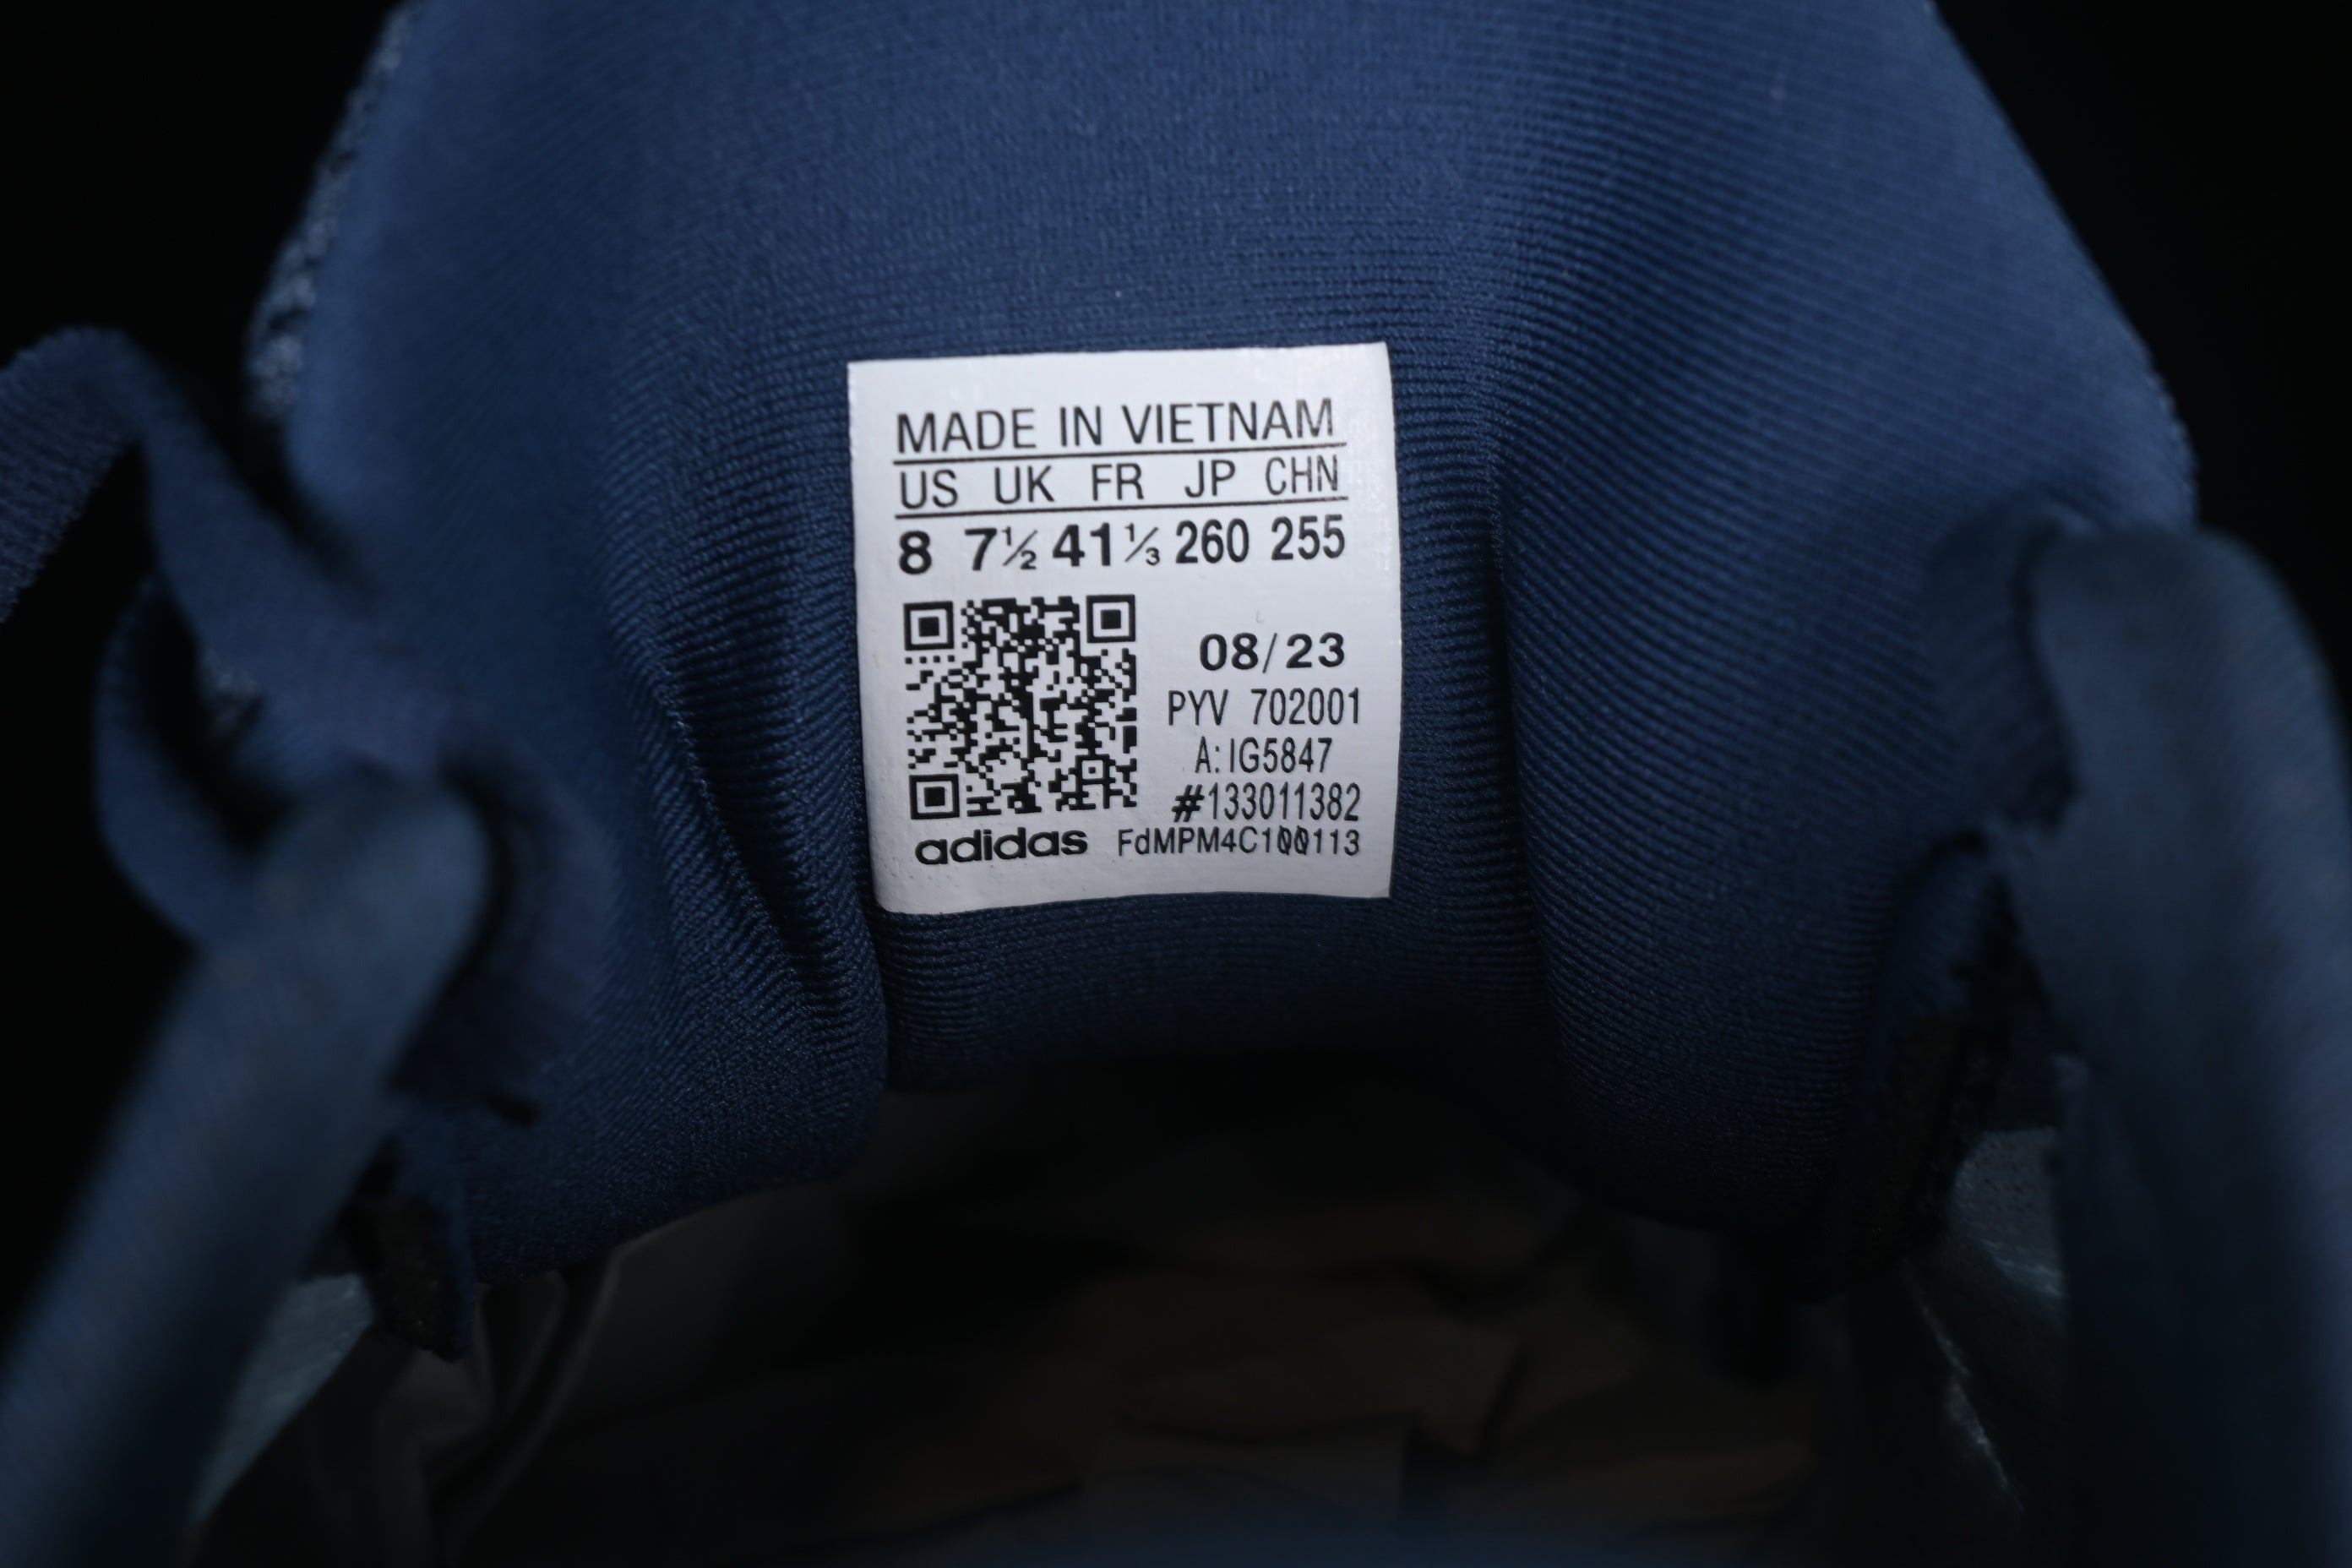 MADE IN VIETNAM
US UK FR JP CHN
8 7½ 41⅓ 260 255
08/23
PYV 702001
A:IG5847
#133011382
adidas FdMPM4C100113